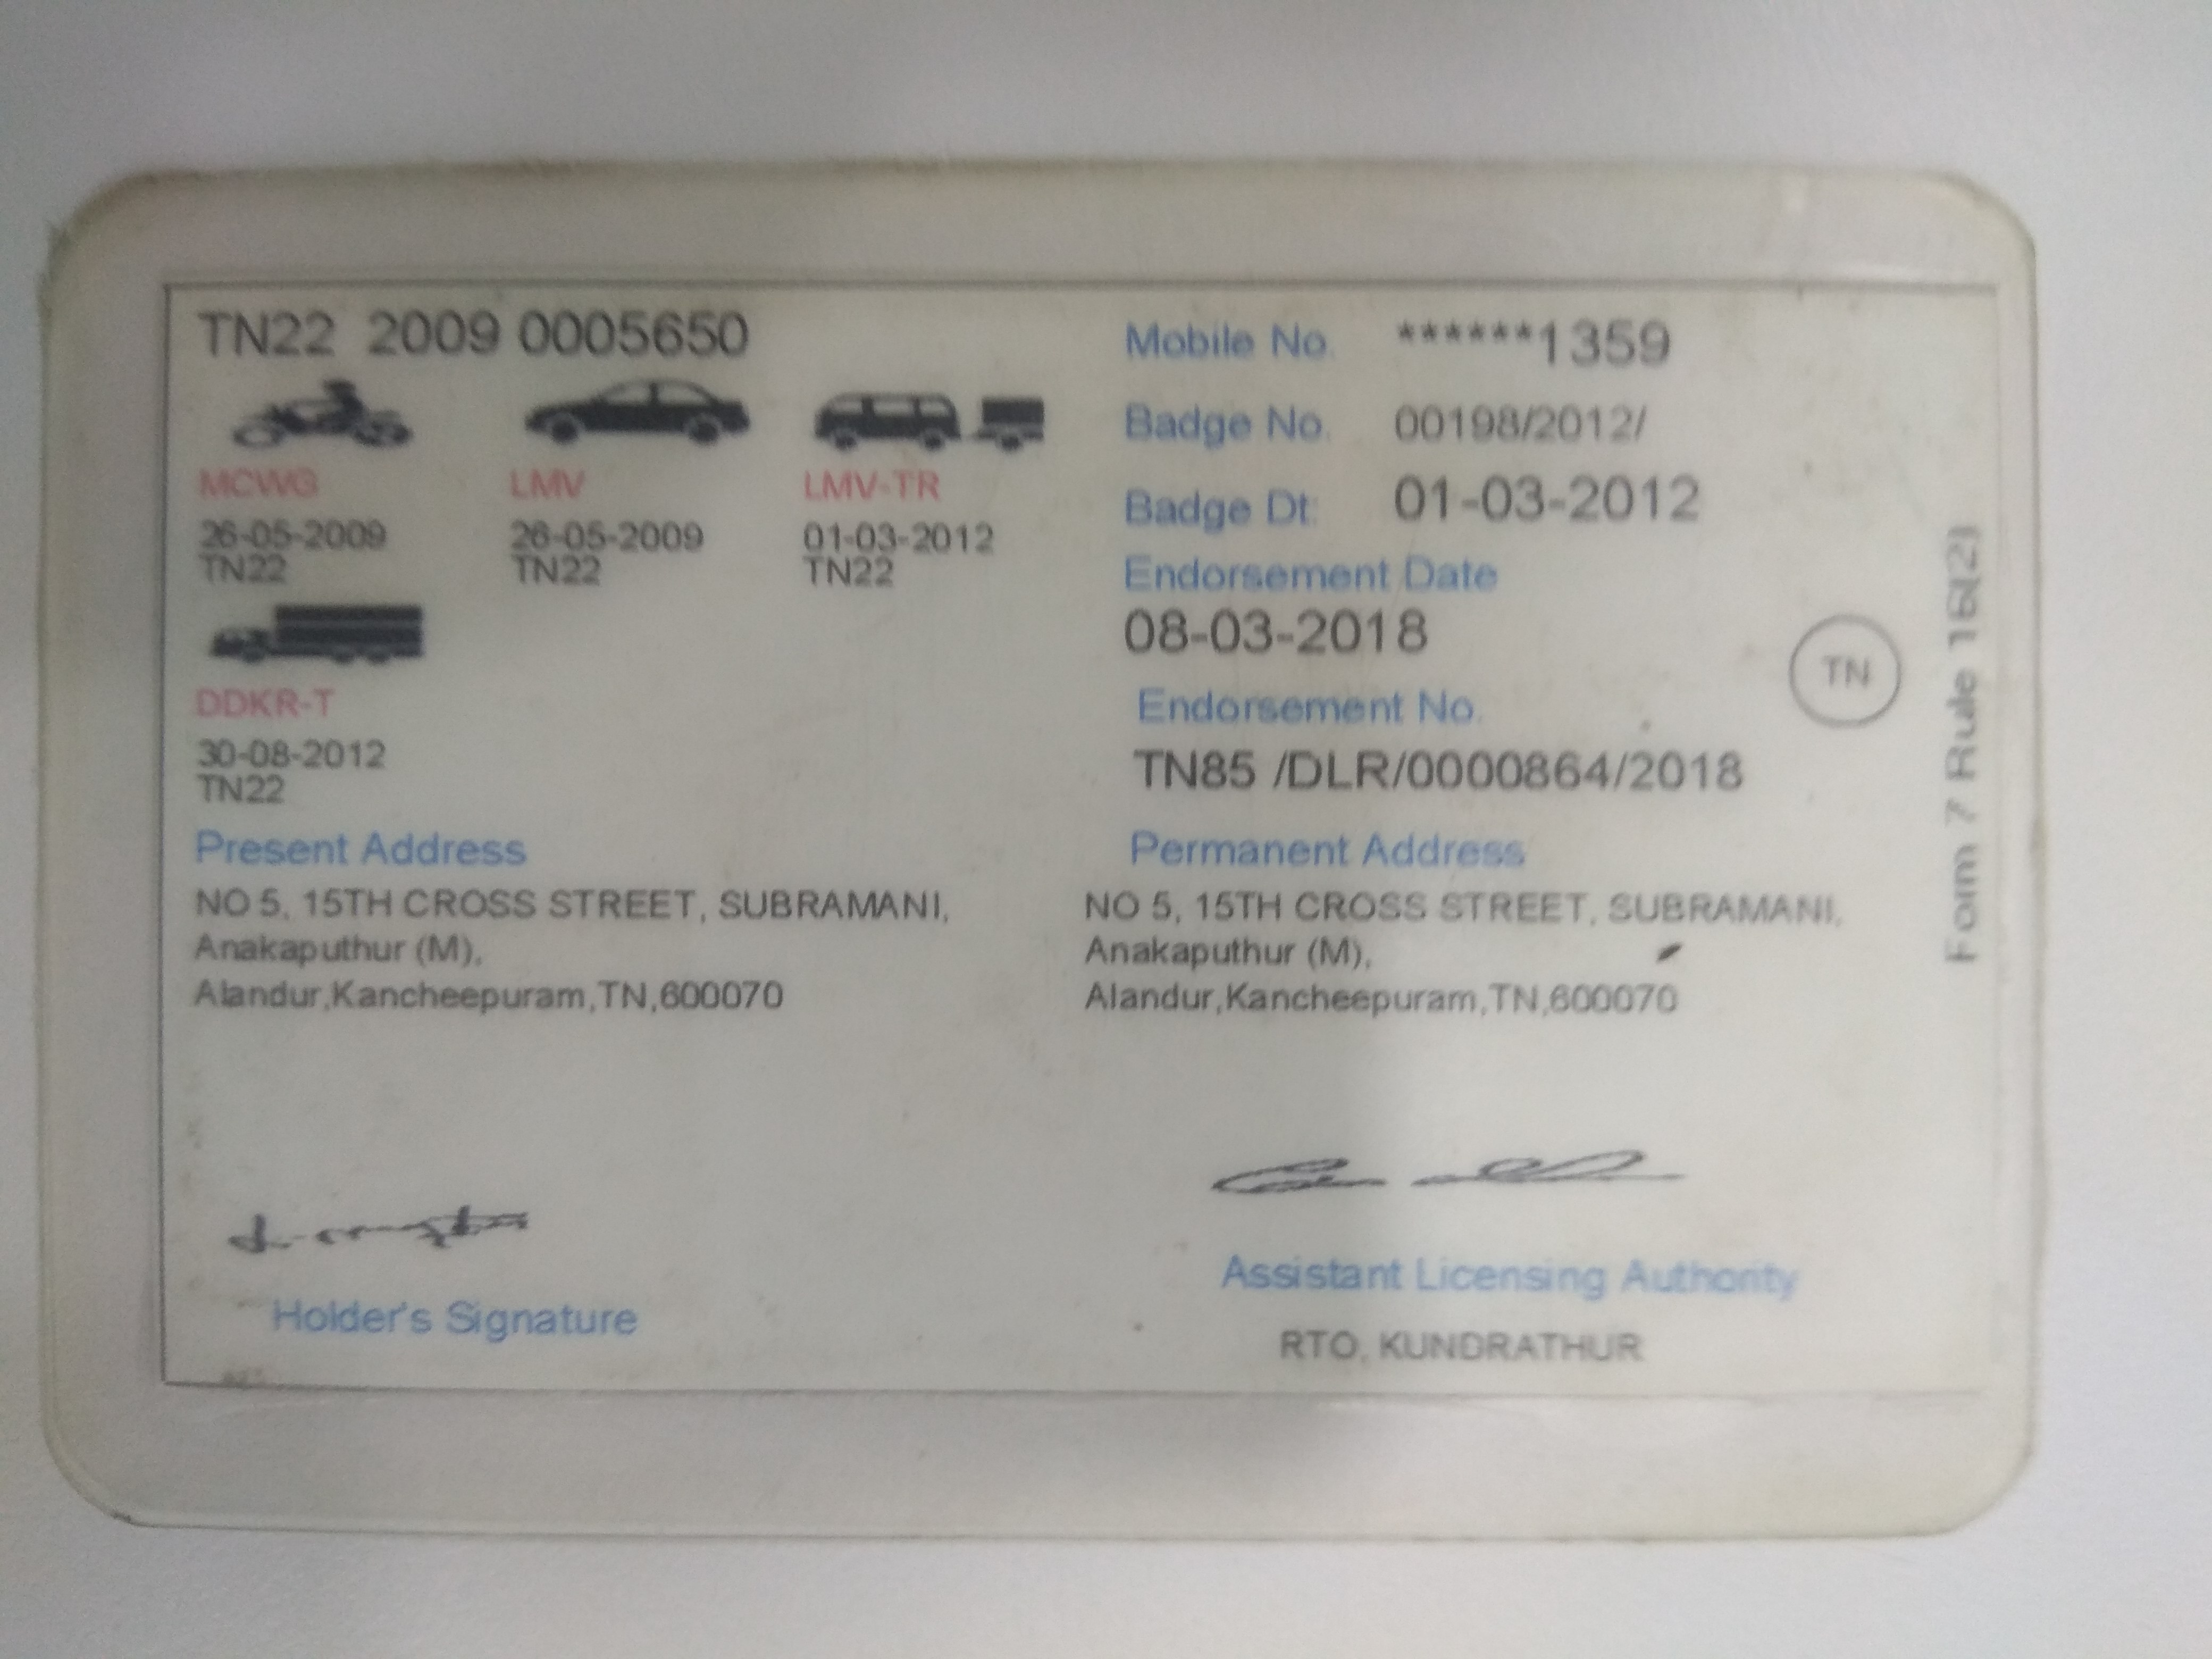 TN22 2009 0005650
MCWG LMV LMV-TR
26-05-2009 26-05-2009 01-03-2012
TN22 TN22 TN22
DDKR-T
30-08-2012
TN22
Mobile No. ******1359
Badge No. 00198/2012/
Badge Dt: 01-03-2012
Endorsement Date
08-03-2018
Endorsement No.
TN85 /DLR/0000864/2018
TN
Form 7 Rule 16(2)
Present Address
NO 5, 15TH CROSS STREET, SUBRAMANI,
Anakaputhur (M),
Alandur,Kancheepuram,TN,600070
Permanent Address
NO 5, 15TH CROSS STREET, SUBRAMANI,
Anakaputhur (M),
Alandur,Kancheepuram,TN,600070
Holder's Signature
Assistant Licensing Authority
RTO, KUNDRATHUR